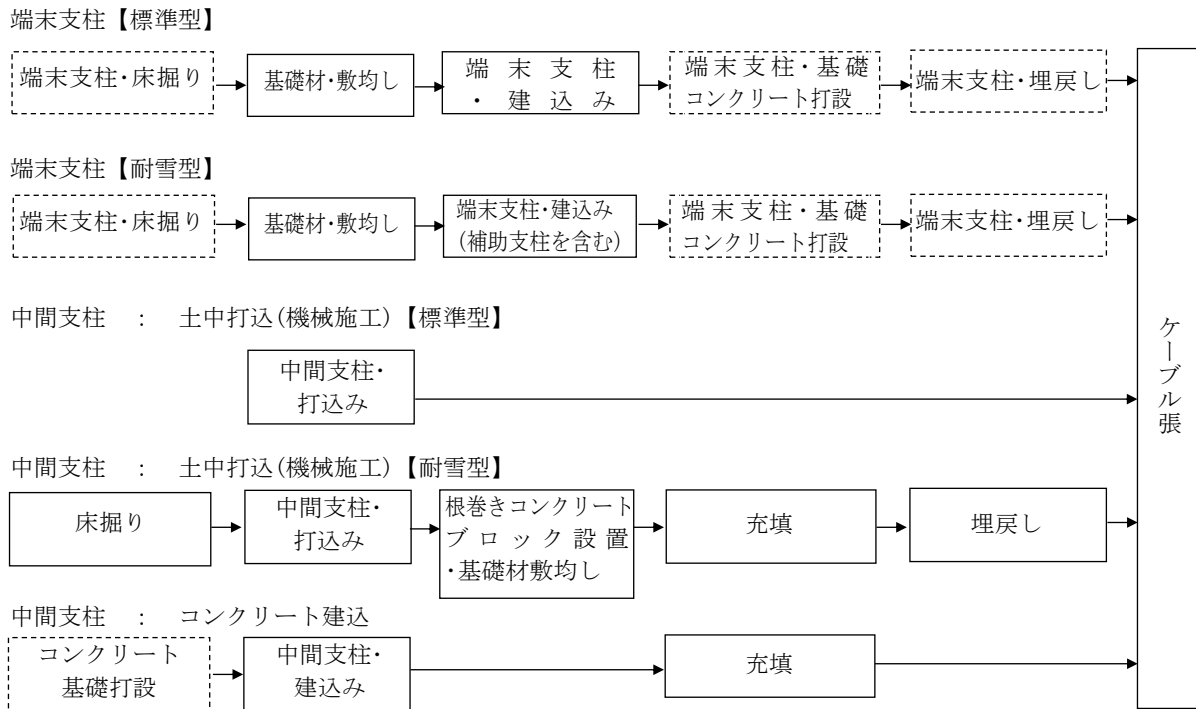 端末支柱【標準型】
端末支柱・床掘り
基礎材・敷均し
端末支柱
・建込み
端末支柱・基礎
コンクリート打設
端末支柱・埋戻し
端末支柱【耐雪型】
端末支柱・床掘り
基礎材・敷均し
端末支柱・建込み
(補助支柱を含む)
端末支柱・基礎
コンクリート打設
端末支柱・埋戻し
中間支柱 : 土中打込(機械施工)【標準型】
中間支柱・
打込み
中間支柱 : 土中打込(機械施工)【耐雪型】
床掘り
中間支柱・
打込み
根巻きコンクリート
ブロック設置
・基礎材敷均し
充填
埋戻し
中間支柱 : コンクリート建込
コンクリート
基礎打設
中間支柱・
建込み
充填
ケーブル張